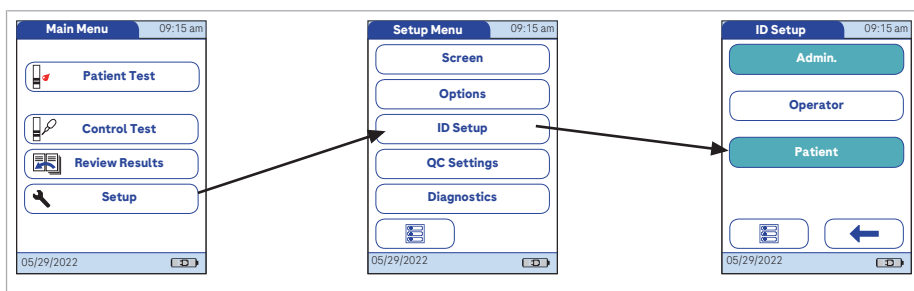 Main Menu 09:15 am
Patient Test
Control Test
Review Results
Setup
05/29/2022
Setup Menu 09:15 am
Screen
Options
ID Setup
QC Settings
Diagnostics
05/29/2022
ID Setup 09:15 am
Admin.
Operator
Patient
05/29/2022